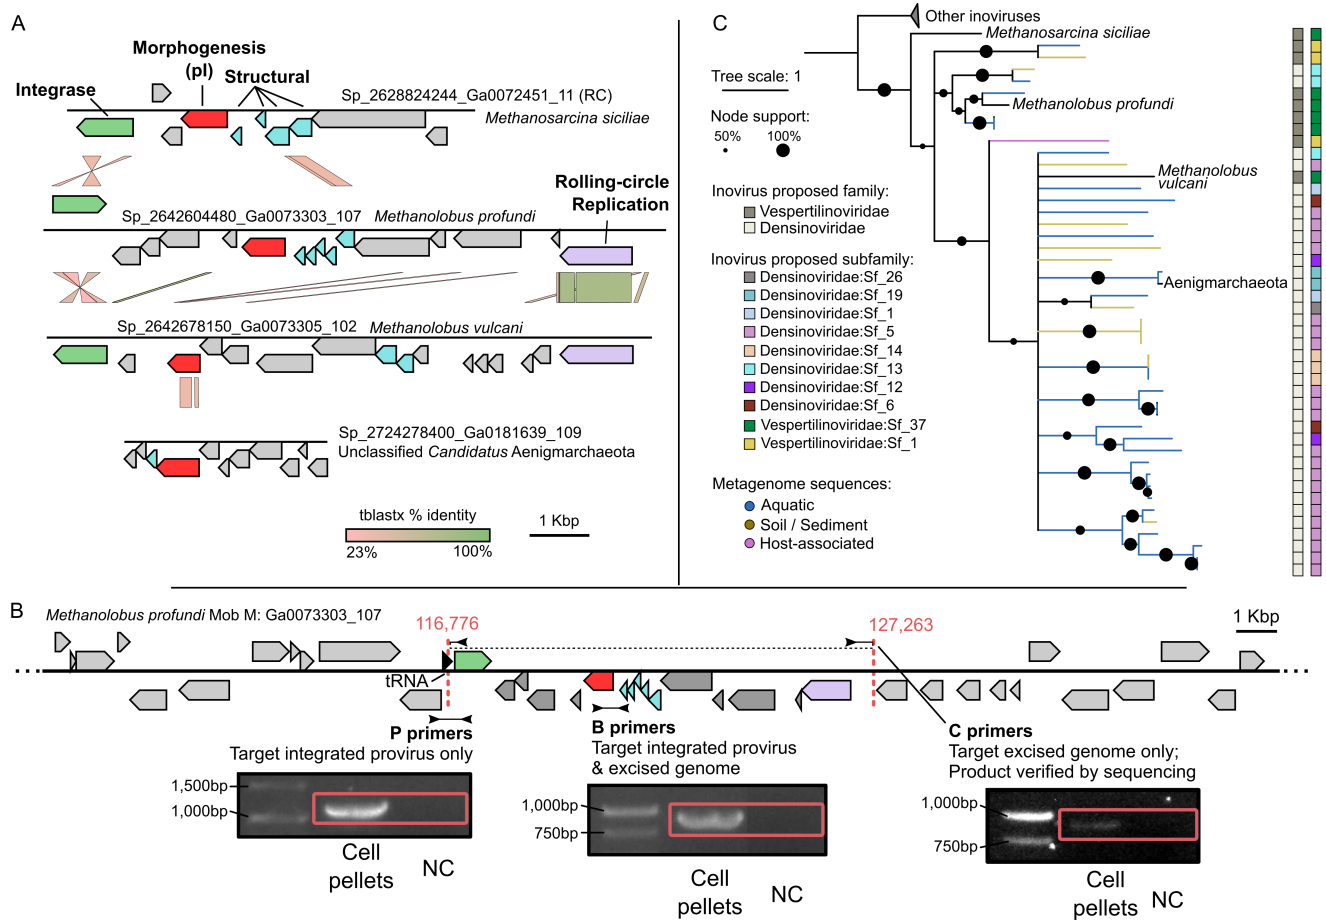 A
Morphogenesis
(pI)
Structural
Integrase
Sp_2628824244_Ga0072451_11 (RC)
Methanosarcina siciliae
Rolling-circle
Replication
Sp_2642604480_Ga0073303_107 Methanolobus profundi
Sp_2642678150_Ga0073305_102 Methanolobus vulcani
Sp_2724278400_Ga0181639_109
Unclassified Candidatus Aenigmarchaeota
tblastx % identity
23%
100%
1 Kbp
C
Other inoviruses
Methanosarcina siciliae
Tree scale: 1
Methanolobus profundi
Node support:
50%
100%
Methanolobus
vulcani
Inovirus proposed family:
Vespertilinoviridae
Densinoviridae
Inovirus proposed subfamily:
Densinoviridae:Sf_26
Densinoviridae:Sf_19
Densinoviridae:Sf_1
Densinoviridae:Sf_5
Densinoviridae:Sf_14
Densinoviridae:Sf_13
Densinoviridae:Sf_12
Densinoviridae:Sf_6
Vespertilinoviridae:Sf_37
Vespertilinoviridae:Sf_1
Aenigmarchaeota
Metagenome sequences:
Aquatic
Soil / Sediment
Host-associated
B
Methanolobus profundi Mob M: Ga0073303_107
116,776
127,263
1 Kbp
tRNA
P primers
Target integrated provirus only
B primers
Target integrated provirus
& excised genome
C primers
Target excised genome only;
Product verified by sequencing
1,500bp
1,000bp
Cell
pellets
NC
1,000bp
750bp
Cell
pellets
NC
1,000bp
750bp
Cell
pellets
NC